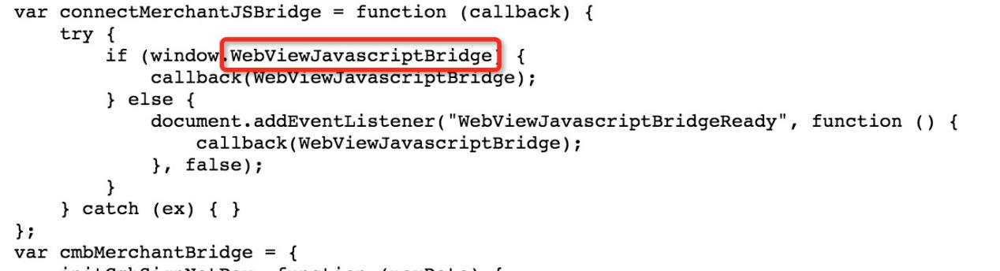 var connectMerchantJSBridge = function (callback) {
    try {
        if (window.WebViewJavascriptBridge) {
            callback(WebViewJavascriptBridge);
        } else {
            document.addEventListener("WebViewJavascriptBridgeReady", function () {
                callback(WebViewJavascriptBridge);
            }, false);
        }
    } catch (ex) { }
};
var cmbMerchantBridge = {